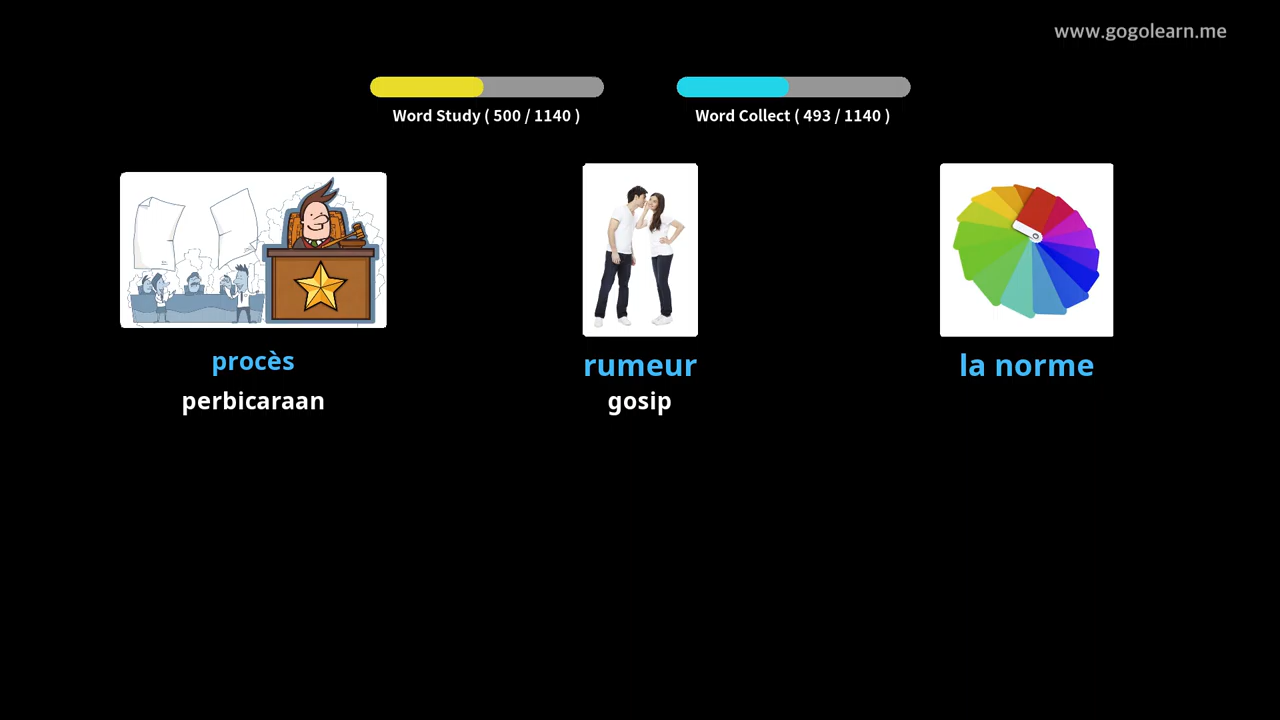 www.gogolearn.me
Word Study ( 500 / 1140 )
Word Collect ( 493 / 1140 )
procès
rumeur
la norme
perbicaraan
gosip